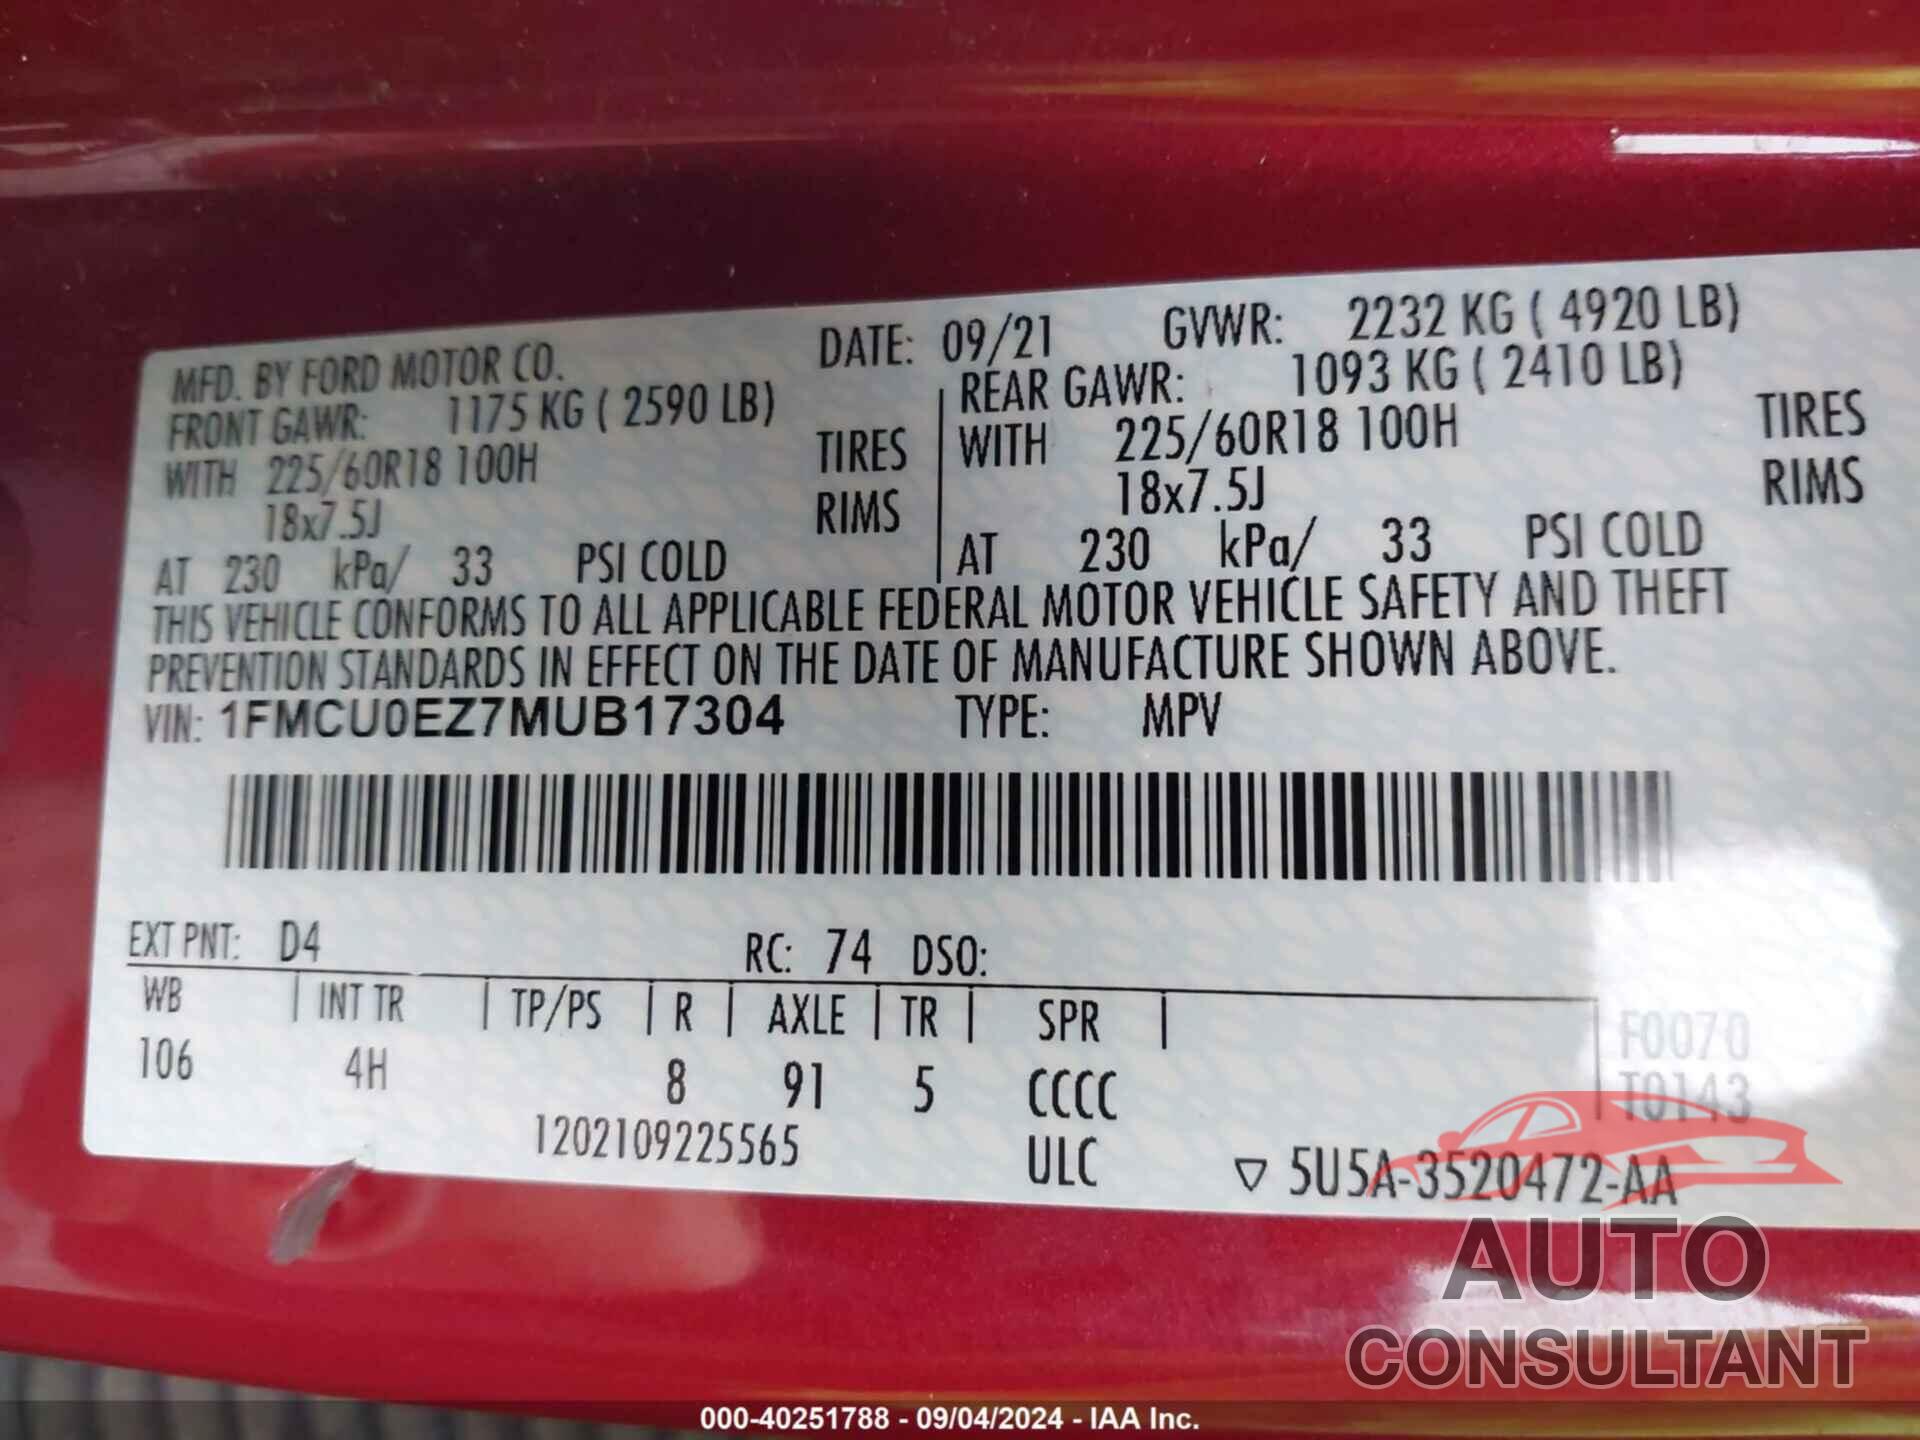 MFD. BY FORD MOTOR CO. DATE: 09/21 GVWR: 2232 KG ( 4920 LB)
FRONT GAWR: 1175 KG ( 2590 LB) REAR GAWR: 1093 KG ( 2410 LB)
WITH 225/60R18 100H TIRES WITH 225/60R18 100H TIRES
18x7.5J RIMS 18x7.5J RIMS
AT 230 kPa/ 33 PSI COLD AT 230 kPa/ 33 PSI COLD
THIS VEHICLE CONFORMS TO ALL APPLICABLE FEDERAL MOTOR VEHICLE SAFETY AND THEFT
PREVENTION STANDARDS IN EFFECT ON THE DATE OF MANUFACTURE SHOWN ABOVE.
VIN: 1FMCU0EZ7MUB17304 TYPE: MPV
EXT PNT: D4 RC: 74 DSO:
WB INT TR TP/PS R AXLE TR SPR F0070
106 4H 8 91 5 CCCC T0143
1202109225565 ULC ▽ 5U5A-3520472-AA
AUTO
CONSULTANT
000-40251788 - 09/04/2024 - IAA Inc.